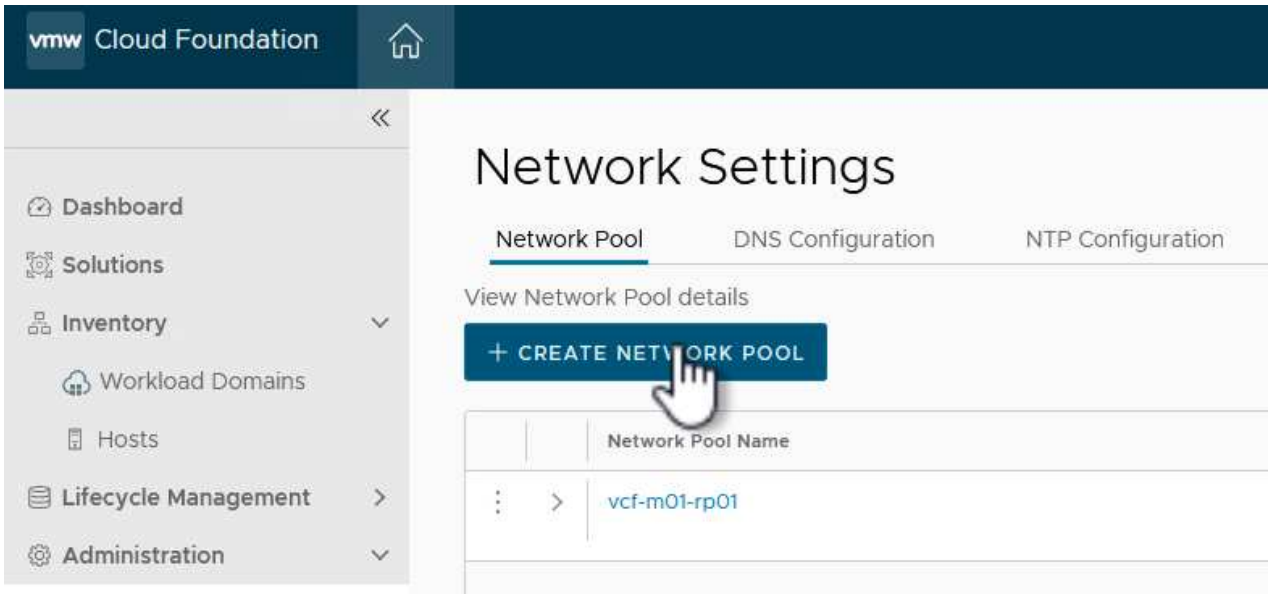 vmw Cloud Foundation
Network Settings
Dashboard
Solutions
Inventory
Workload Domains
Hosts
Lifecycle Management
Administration
Network Pool DNS Configuration NTP Configuration
View Network Pool details
+ CREATE NETWORK POOL
Network Pool Name
vcf-m01-rp01